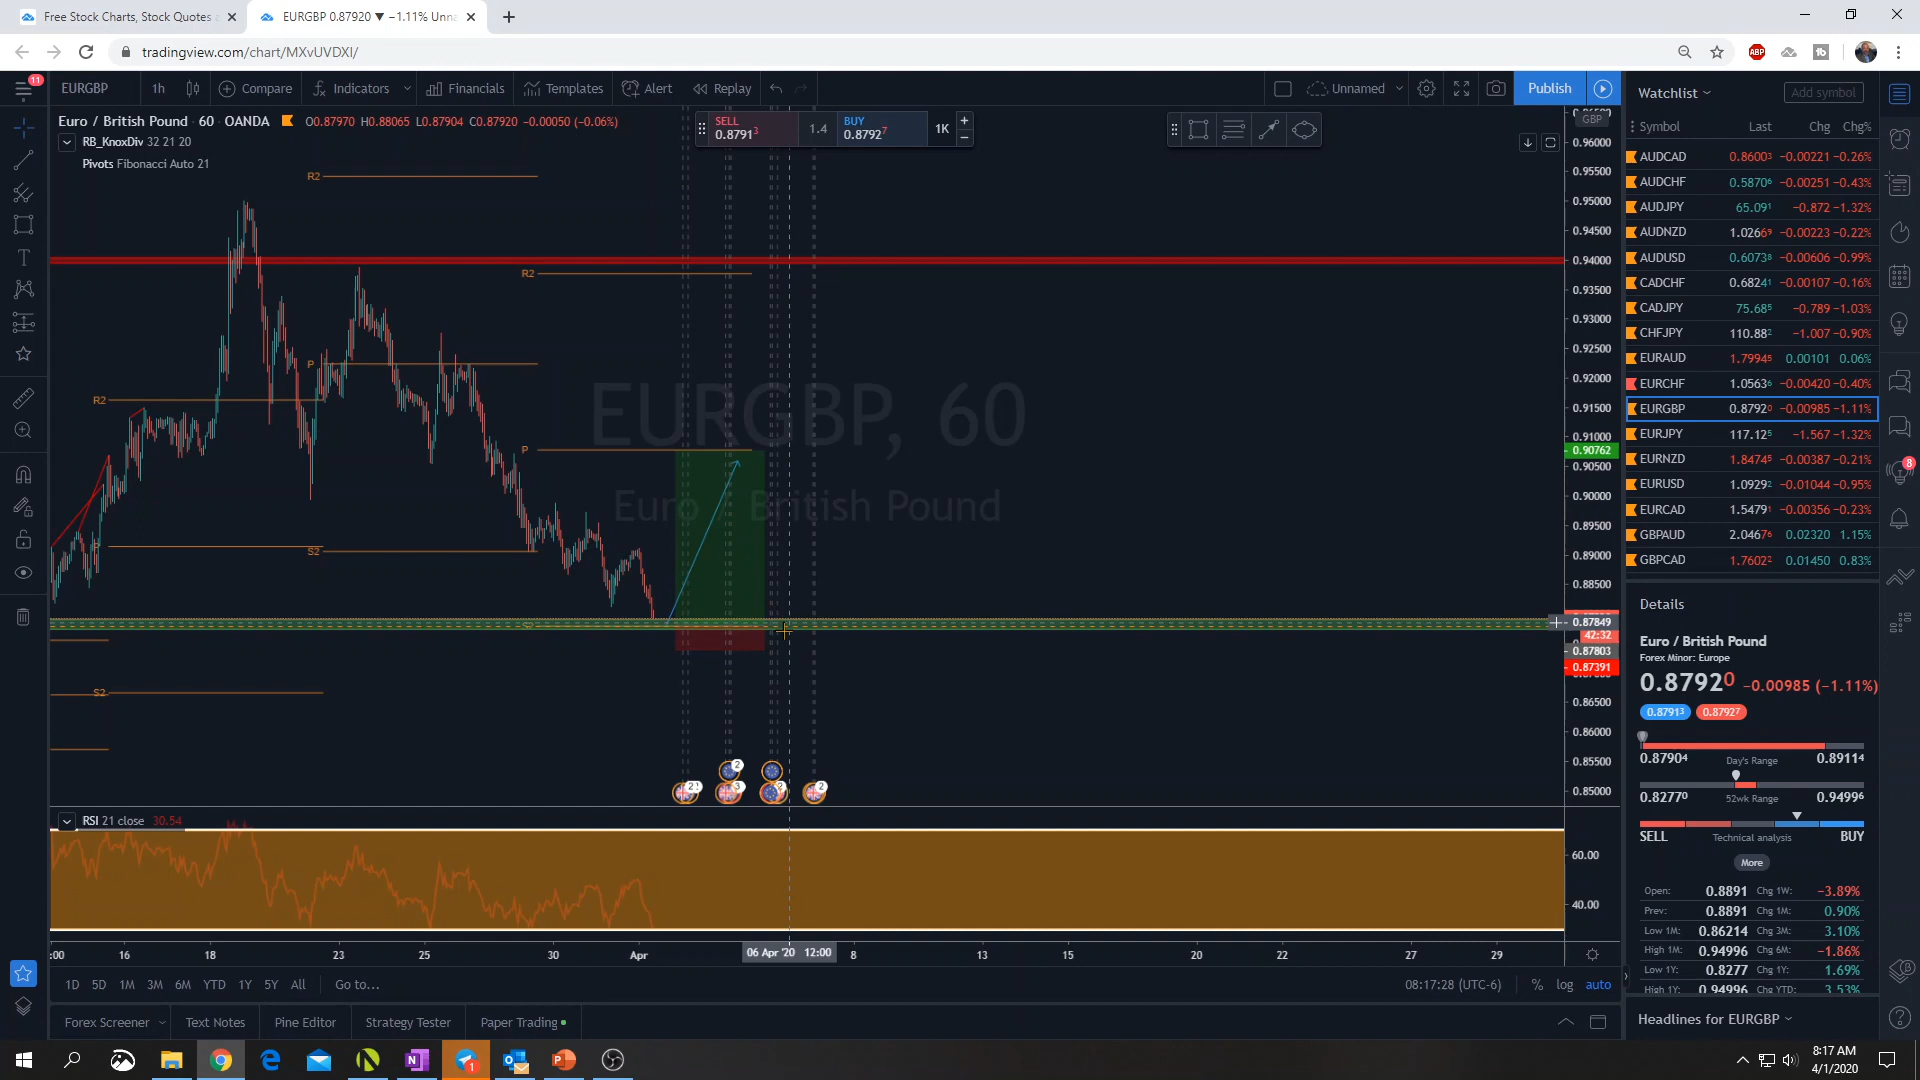 Free Stock Charts, Stock Quotes
EURGBP 0.87920 ▼ −1.11% Unna
tradingview.com/chart/MXvUVDXI/
ABP
11
EURGBP
1h
Compare
Indicators
Financials
Templates
Alert
Replay
Unnamed
Publish
Euro / British Pound · 60 · OANDA
O0.87970 H0.88065 L0.87904 C0.87920 −0.00050 (−0.06%)
RB_KnoxDiv 32 21 20
Pivots Fibonacci Auto 21
SELL
0.87913
1.4
BUY
0.87927
1K
GBP
0.96000
0.95500
0.95000
0.94500
0.94000
0.93500
0.93000
0.92500
0.92000
0.91500
0.91000
0.90762
0.90500
0.90000
0.89500
0.89000
0.88500
0.87849
42:32
0.87803
0.87391
0.86500
0.86000
0.85500
0.85000
R2
R2
P
R2
P
S2
S2
EURGBP, 60
Euro / British Pound
2
3
2
RSI 21 close 30.54
60.00
40.00
:00
16
18
23
25
30
Apr
06 Apr '20 12:00
8
13
15
20
22
27
29
1D 5D 1M 3M 6M YTD 1Y 5Y All Go to...
08:17:28 (UTC-6) % log auto
Forex Screener
Text Notes
Pine Editor
Strategy Tester
Paper Trading
Watchlist
Add symbol
Symbol Last Chg Chg%
AUDCAD 0.86003 −0.00221 −0.26%
AUDCHF 0.58706 −0.00251 −0.43%
AUDJPY 65.091 −0.872 −1.32%
AUDNZD 1.02669 −0.00223 −0.22%
AUDUSD 0.60738 −0.00606 −0.99%
CADCHF 0.68241 −0.00107 −0.16%
CADJPY 75.685 −0.789 −1.03%
CHFJPY 110.882 −1.007 −0.90%
EURAUD 1.79945 0.00101 0.06%
EURCHF 1.05636 −0.00420 −0.40%
EURGBP 0.87920 −0.00985 −1.11%
EURJPY 117.125 −1.567 −1.32%
EURNZD 1.84745 −0.00387 −0.21%
EURUSD 1.09292 −0.01044 −0.95%
EURCAD 1.54791 −0.00356 −0.23%
GBPAUD 2.04676 0.02320 1.15%
GBPCAD 1.76022 0.01450 0.83%
Details
Euro / British Pound
Forex Minor: Europe
0.87920 −0.00985 (−1.11%)
0.87913 0.87927
0.87904 Day's Range 0.89114
0.82770 52wk Range 0.94996
SELL Technical analysis BUY
More
Open: 0.8891 Chg 1W: −3.89%
Prev: 0.8891 Chg 1M: 0.90%
Low 1M: 0.86214 Chg 3M: 3.10%
High 1M: 0.94996 Chg 6M: −1.86%
Low 1Y: 0.8277 Chg 1Y: 1.69%
High 1Y: 0.94996 Chg YTD: 3.53%
Headlines for EURGBP
8
1
8:17 AM
4/1/2020